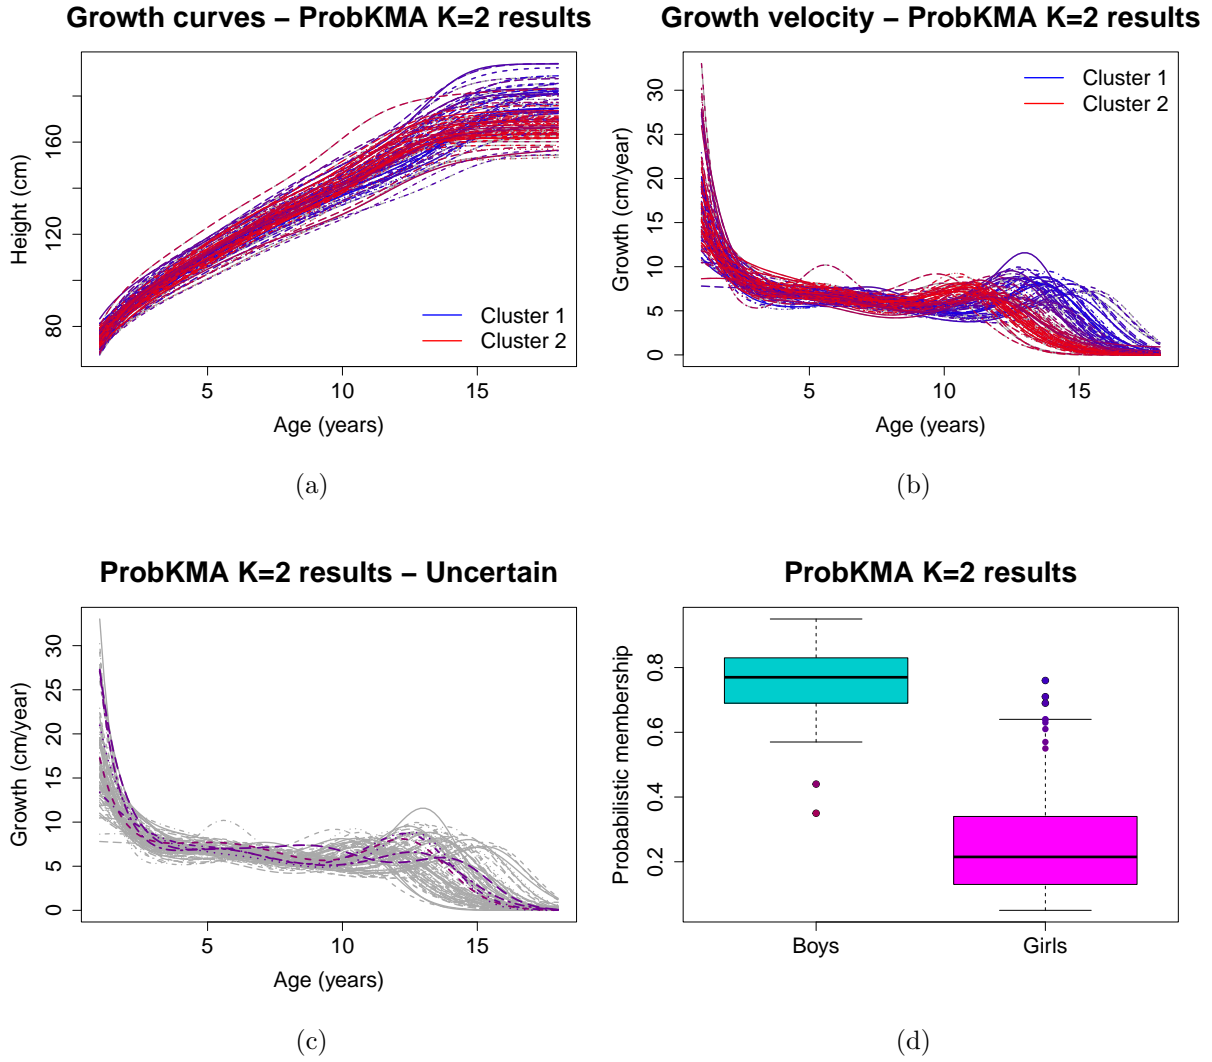 Growth curves – ProbKMA K=2 results
Height (cm)
80
120
160
5
10
15
Cluster 1
Cluster 2
Age (years)
(a)
Growth velocity – ProbKMA K=2 results
Growth (cm/year)
0
5
10
15
20
25
30
5
10
15
Cluster 1
Cluster 2
Age (years)
(b)
ProbKMA K=2 results – Uncertain
Growth (cm/year)
0
5
10
15
20
25
30
5
10
15
Age (years)
(c)
ProbKMA K=2 results
Probabilistic membership
0.2
0.4
0.6
0.8
Boys
Girls
(d)